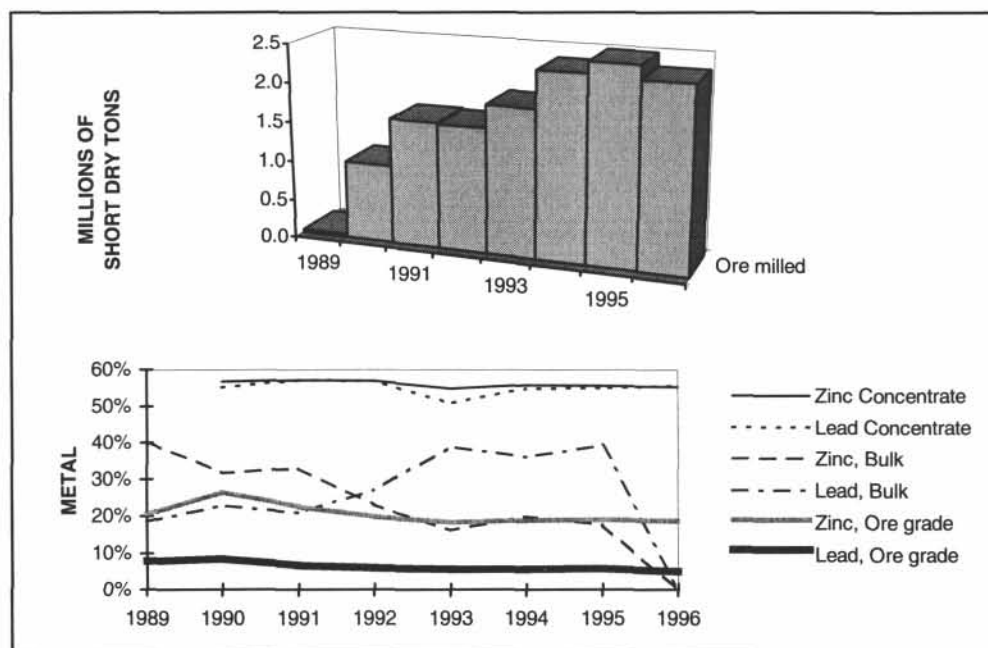 MILLIONS OF
SHORT DRY TONS
2.5
2.0
1.5
1.0
0.5
0.0
1989
1991
1993
1995
Ore milled
METAL
60%
50%
40%
30%
20%
10%
0%
1989 1990 1991 1992 1993 1994 1995 1996
Zinc Concentrate
Lead Concentrate
Zinc, Bulk
Lead, Bulk
Zinc, Ore grade
Lead, Ore grade